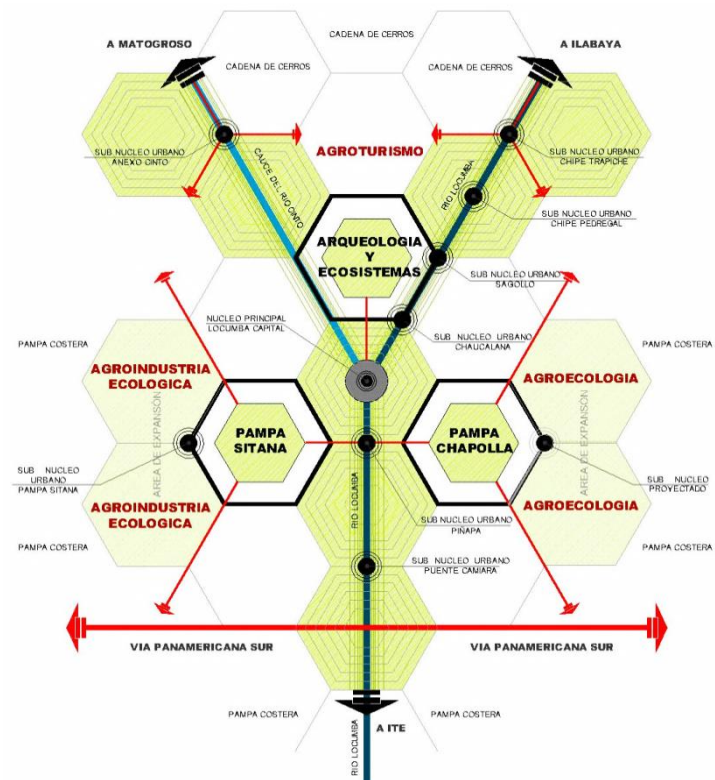 A MATOGROSO
CADENA DE CERROS
A ILABAYA
CADENA DE CERROS
CADENA DE CERROS
SUB NUCLEO URBANO
ANEXO CINTO
AGROTURISMO
SUB NUCLEO URBANO
CHIPE TRAPICHE
CAUCE DEL RIO CINTO
RIO LOCUMBA
SUB NUCLEO URBANO
CHIPE PEDREGAL
ARQUEOLOGIA
Y
ECOSISTEMAS
SUB NUCLEO URBANO
SAGOLLO
NUCLEO PRINCIPAL
LOCUMBA CAPITAL
SUB NUCLEO URBANO
CHAUCALANA
PAMPA COSTERA
PAMPA COSTERA
AGROINDUSTRIA
ECOLOGICA
AGROECOLOGIA
AREA DE EXPANSÓN
AREA DE EXPANSÓN
PAMPA
SITANA
PAMPA
CHAPOLLA
SUB NUCLEO
URBANO
PAMPA SITANA
SUB NUCLEO
PROYECTADO
RIO LOCUMBA
AGROINDUSTRIA
ECOLOGICA
AGROECOLOGIA
SUB NUCLEO URBANO
PIÑAPA
PAMPA COSTERA
PAMPA COSTERA
SUB NUCLEO URBANO
PUENTE CAMIARA
VIA PANAMERICANA SUR
VIA PANAMERICANA SUR
PAMPA COSTERA
PAMPA COSTERA
A ITE
RIO LOCUMBA